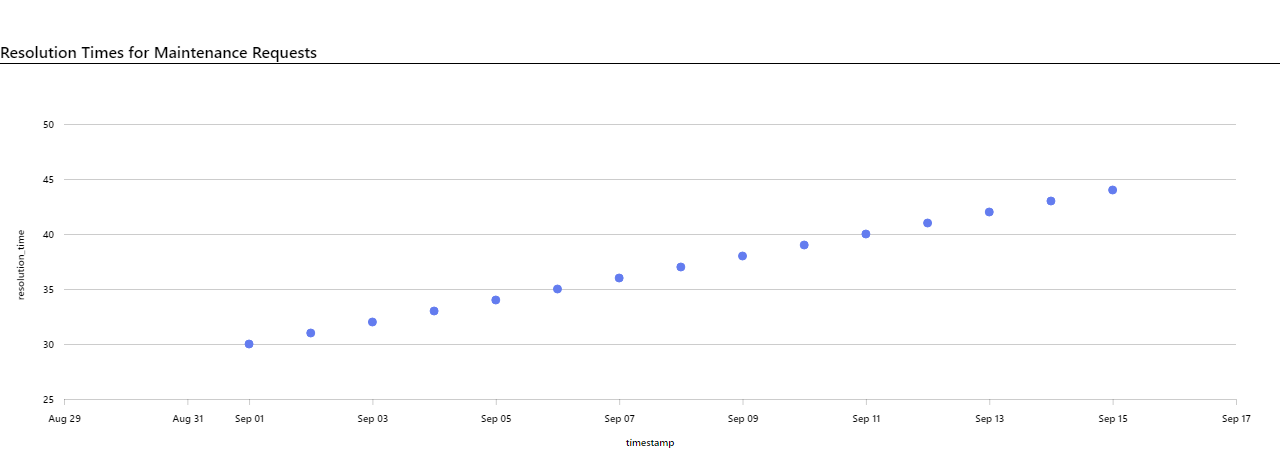 Resolution Times for Maintenance Requests
50
45
40
35
30
25
resolution_time
Aug 29 Aug 31 Sep 01 Sep 03 Sep 05 Sep 07 Sep 09 Sep 11 Sep 13 Sep 15 Sep 17
timestamp